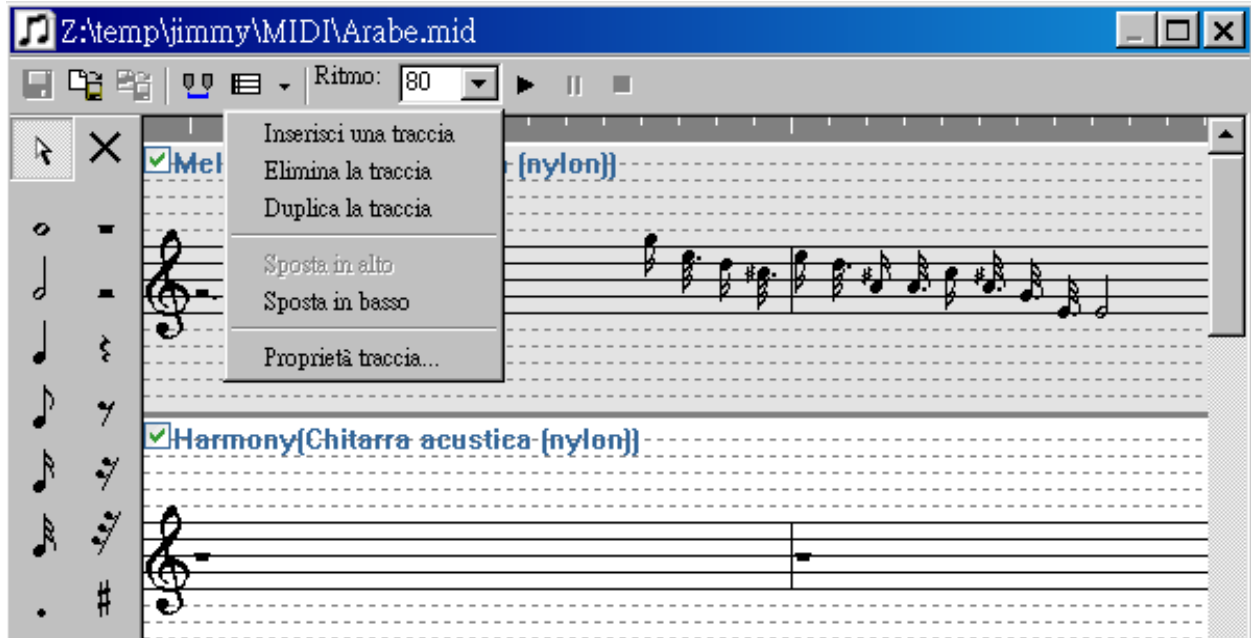 Z:\temp\jimmy\MIDI\Arabe.mid
Ritmo: 80
Inserisci una traccia
Elimina la traccia
Duplica la traccia
Sposta in alto
Sposta in basso
Proprietà traccia...
(nylon))
Harmony(Chitarra acustica (nylon))